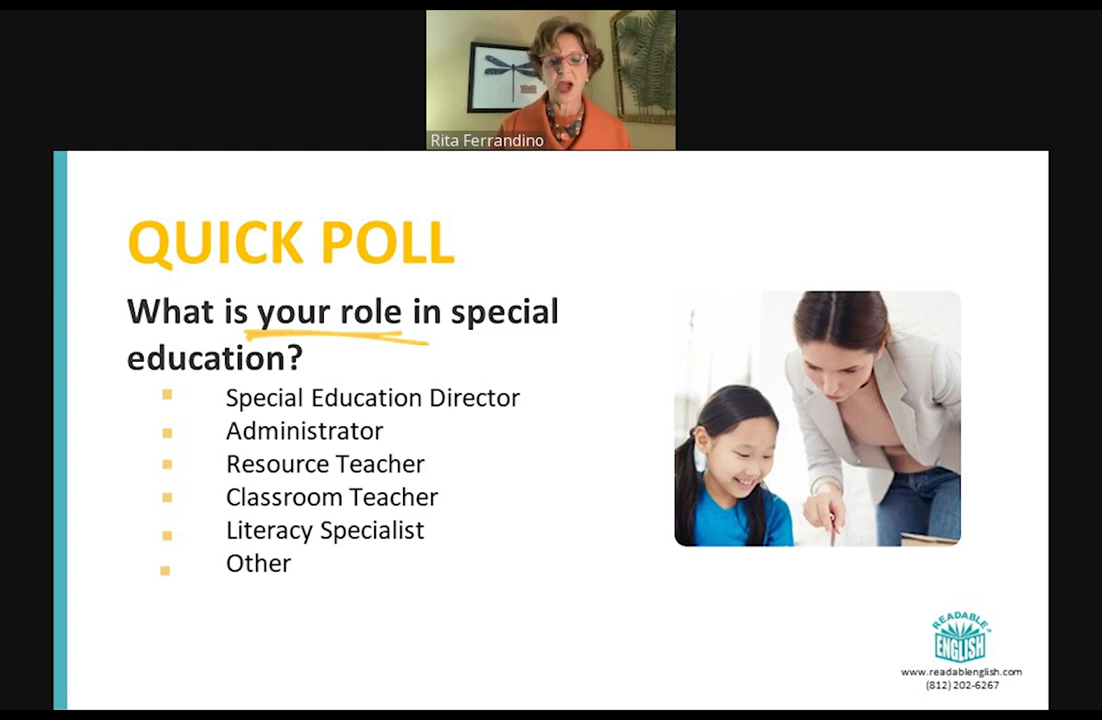 Rita Ferrandino
QUICK POLL
What is your role in special
education?
Special Education Director
Administrator
Resource Teacher
Classroom Teacher
Literacy Specialist
Other
READABLE
ENGLISH
www.readablenglish.com
(812) 202-6267